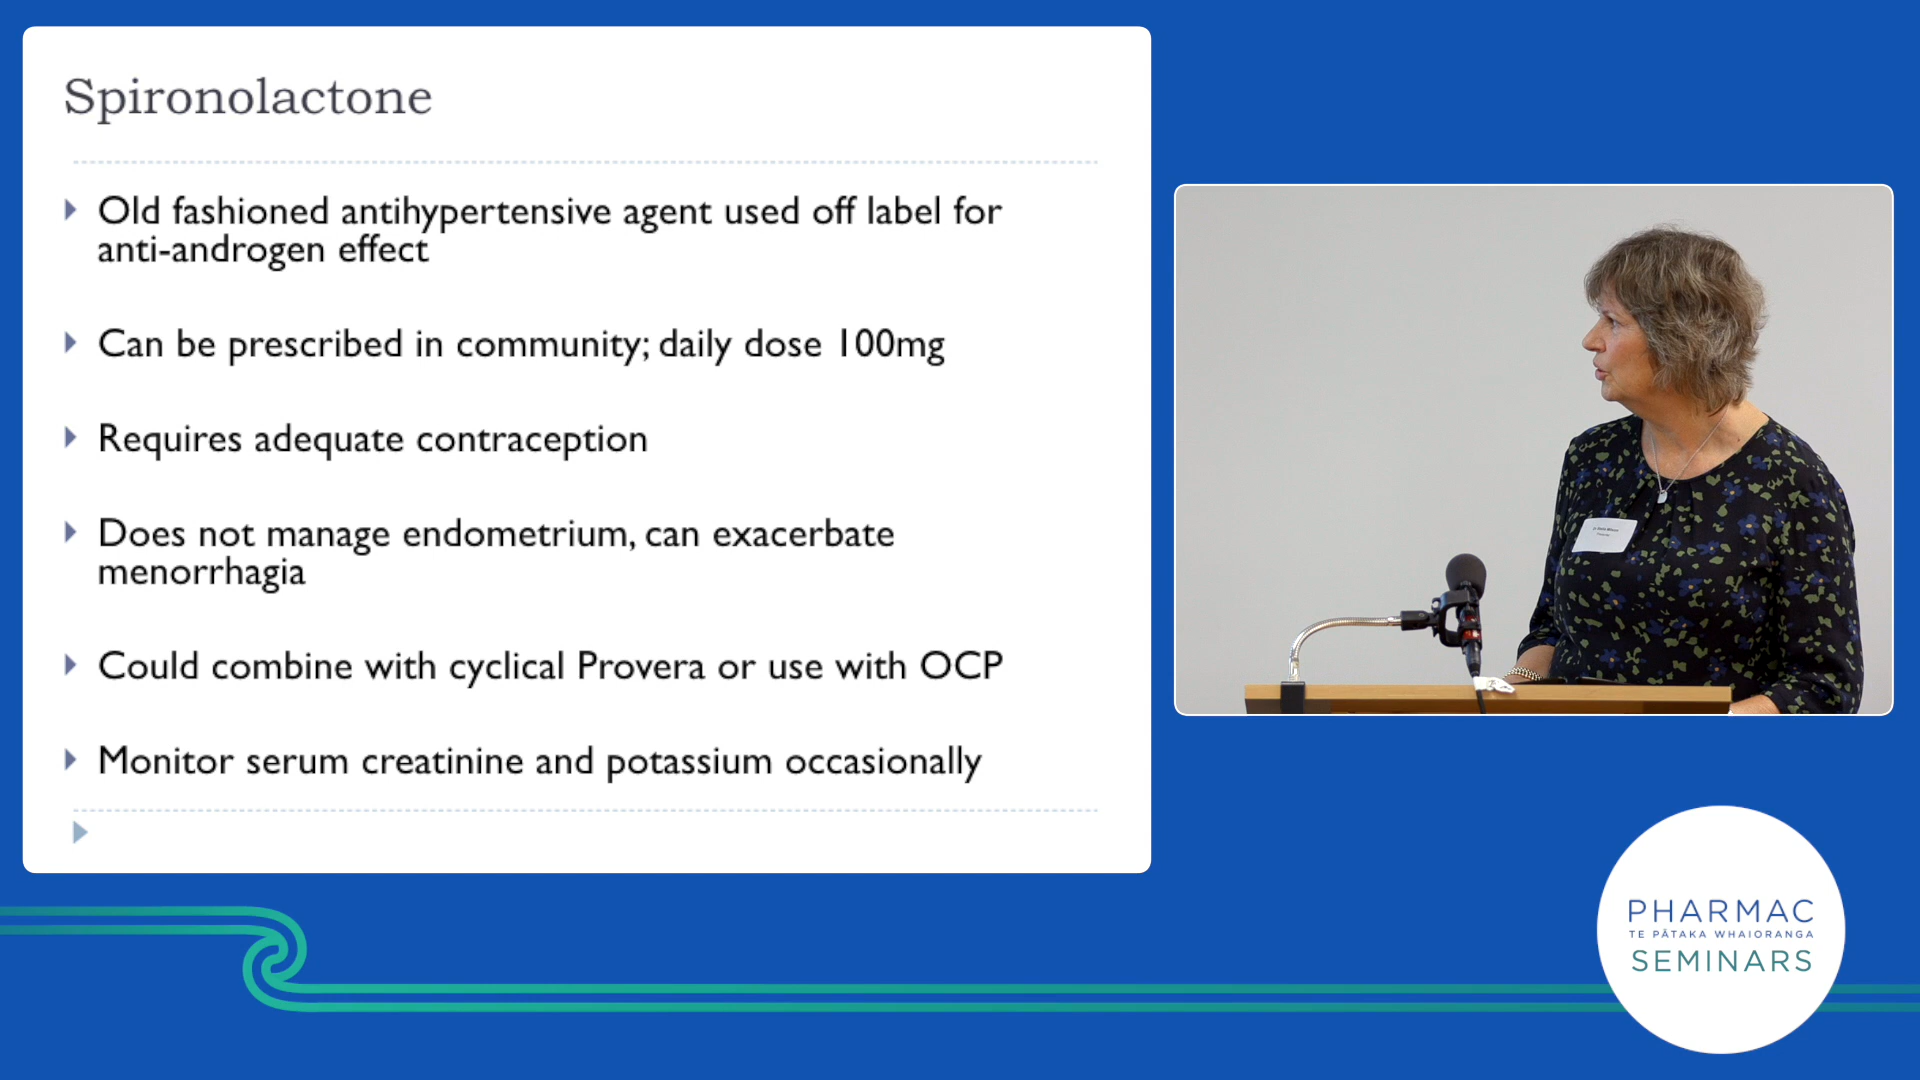 Spironolactone
Old fashioned antihypertensive agent used off label for
anti-androgen effect
Can be prescribed in community; daily dose 100mg
Requires adequate contraception
Does not manage endometrium, can exacerbate
menorrhagia
Could combine with cyclical Provera or use with OCP
Monitor serum creatinine and potassium occasionally
PHARMAC
TE PĀTAKA WHAIORANGA
SEMINARS